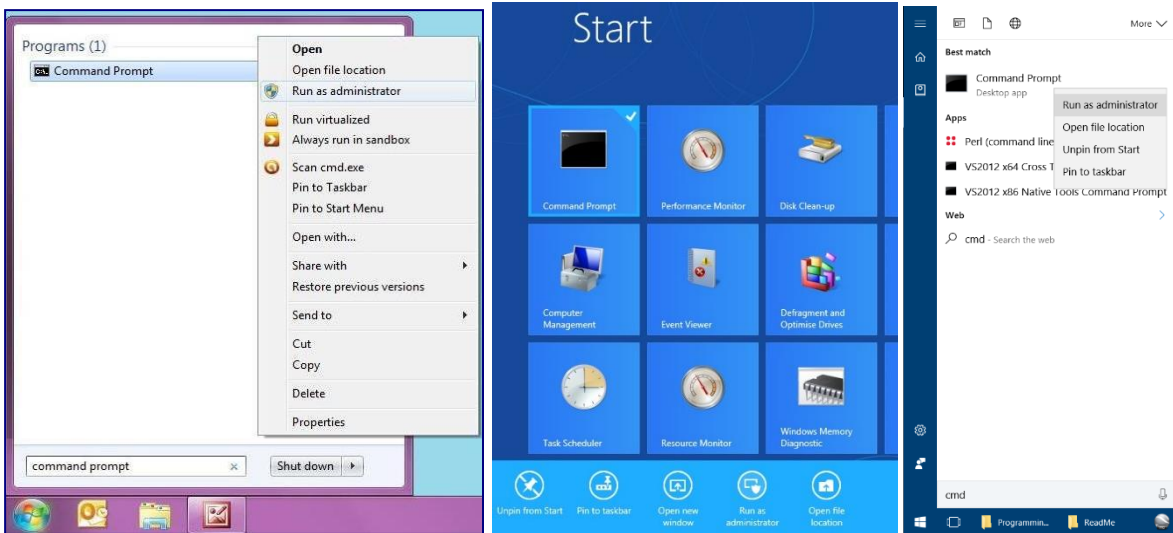 Programs (1)
Command Prompt
Open
Open file location
Run as administrator
Run virtualized
Always run in sandbox
Scan cmd.exe
Pin to Taskbar
Pin to Start Menu
Open with...
Share with
Restore previous versions
Send to
Cut
Copy
Delete
Properties
command prompt
Shut down
Start
Command Prompt
Performance Monitor
Disk Clean-up
Computer
Management
Event Viewer
Defragment and
Optimise Drives
Task Scheduler
Resource Monitor
Windows Memory
Diagnostic
Unpin from Start
Pin to taskbar
Open new
window
Run as
administrator
Open file
location
More
Best match
Command Prompt
Desktop app
Run as administrator
Open file location
Unpin from Start
Pin to taskbar
Apps
Perl (command line
VS2012 x64 Cross T
VS2012 x86 Native Tools Command Prompt
Web
cmd - Search the web
cmd
Programmin...
ReadMe